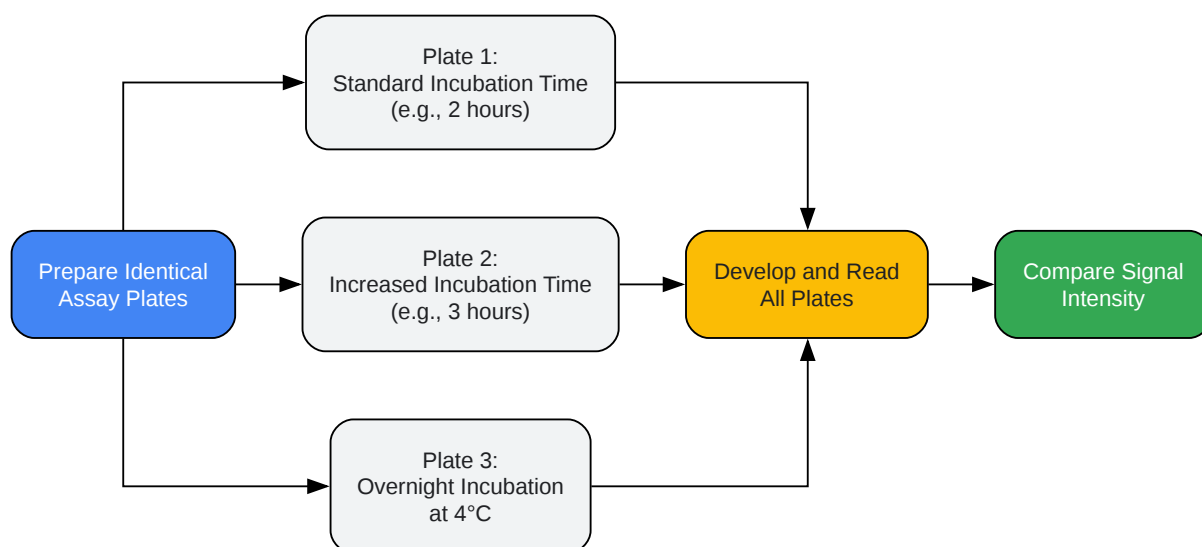 Plate 1:
Standard Incubation Time
(e.g., 2 hours)
Prepare Identical
Assay Plates
Plate 2:
Increased Incubation Time
(e.g., 3 hours)
Develop and Read
All Plates
Compare Signal
Intensity
Plate 3:
Overnight Incubation
at 4°C